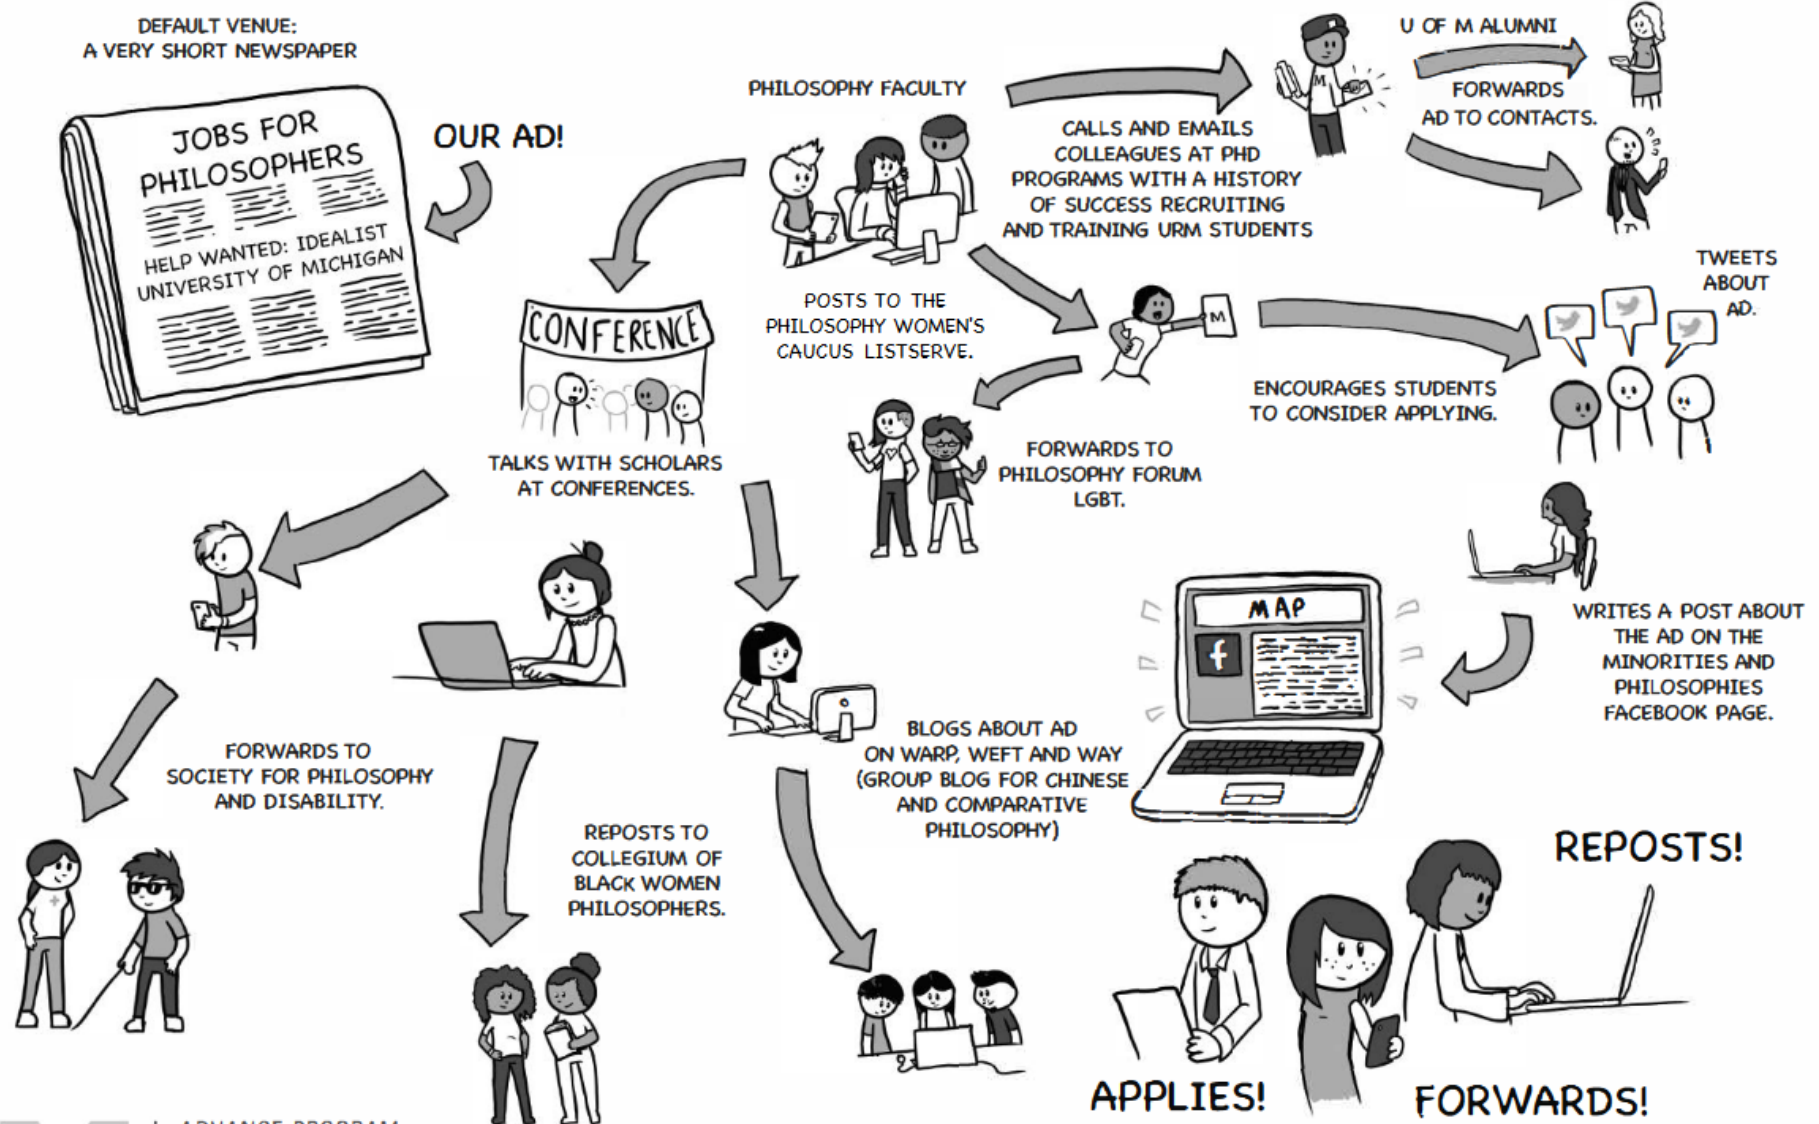 DEFAULT VENUE:
A VERY SHORT NEWSPAPER
JOBS FOR
PHILOSOPHERS
HELP WANTED: IDEALIST
UNIVERSITY OF MICHIGAN
OUR AD!
PHILOSOPHY FACULTY
CALLS AND EMAILS
COLLEAGUES AT PHD
PROGRAMS WITH A HISTORY
OF SUCCESS RECRUITING
AND TRAINING URM STUDENTS
M
U OF M ALUMNI
FORWARDS
AD TO CONTACTS.
CONFERENCE
TALKS WITH SCHOLARS
AT CONFERENCES.
POSTS TO THE
PHILOSOPHY WOMEN'S
CAUCUS LISTSERVE.
M
ENCOURAGES STUDENTS
TO CONSIDER APPLYING.
TWEETS
ABOUT
AD.
FORWARDS TO
PHILOSOPHY FORUM
LGBT.
WRITES A POST ABOUT
THE AD ON THE
MINORITIES AND
PHILOSOPHIES
FACEBOOK PAGE.
MAP
f
FORWARDS TO
SOCIETY FOR PHILOSOPHY
AND DISABILITY.
REPOSTS TO
COLLEGIUM OF
BLACK WOMEN
PHILOSOPHERS.
BLOGS ABOUT AD
ON WARP, WEFT AND WAY
(GROUP BLOG FOR CHINESE
AND COMPARATIVE
PHILOSOPHY)
REPOSTS!
APPLIES!
FORWARDS!
ADVANCE PROGRAM